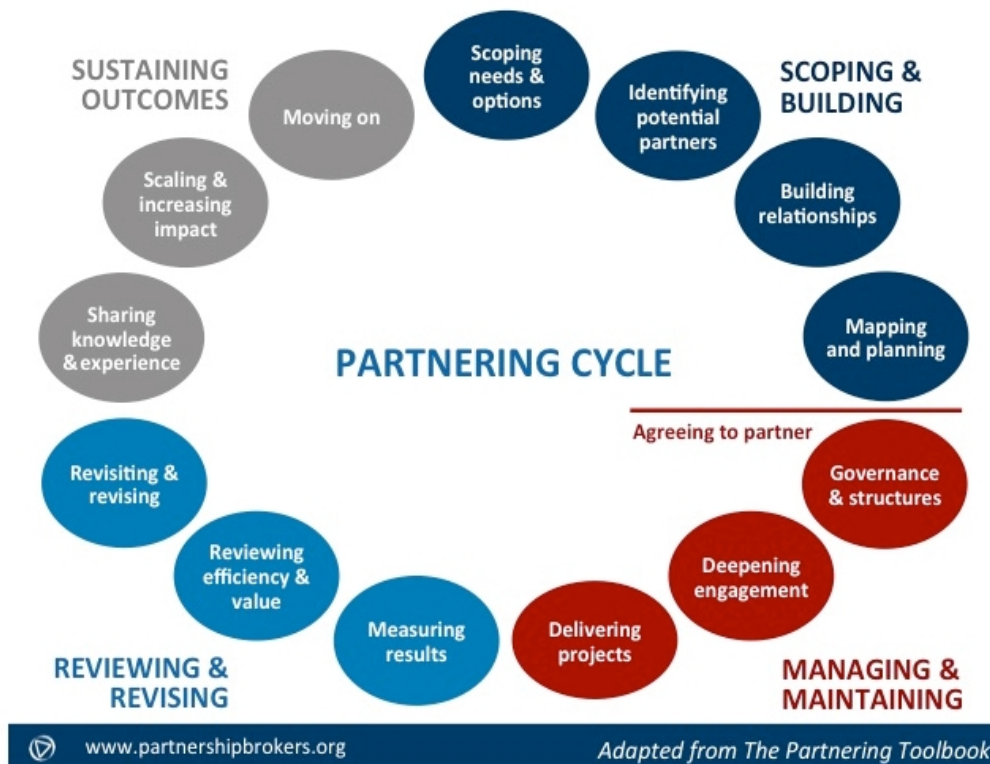 SUSTAINING
OUTCOMES
Moving on
Scoping
needs &
options
Identifying
potential
partners
SCOPING &
BUILDING
Scaling &
increasing
impact
Building
relationships
Sharing
knowledge
& experience
Mapping
and planning
PARTNERING CYCLE
Agreeing to partner
Revisiting &
revising
Governance
& structures
Reviewing
efficiency &
value
Deepening
engagement
Measuring
results
Delivering
projects
REVIEWING &
REVISING
MANAGING &
MAINTAINING
www.partnershipbrokers.org
Adapted from The Partnering Toolbook